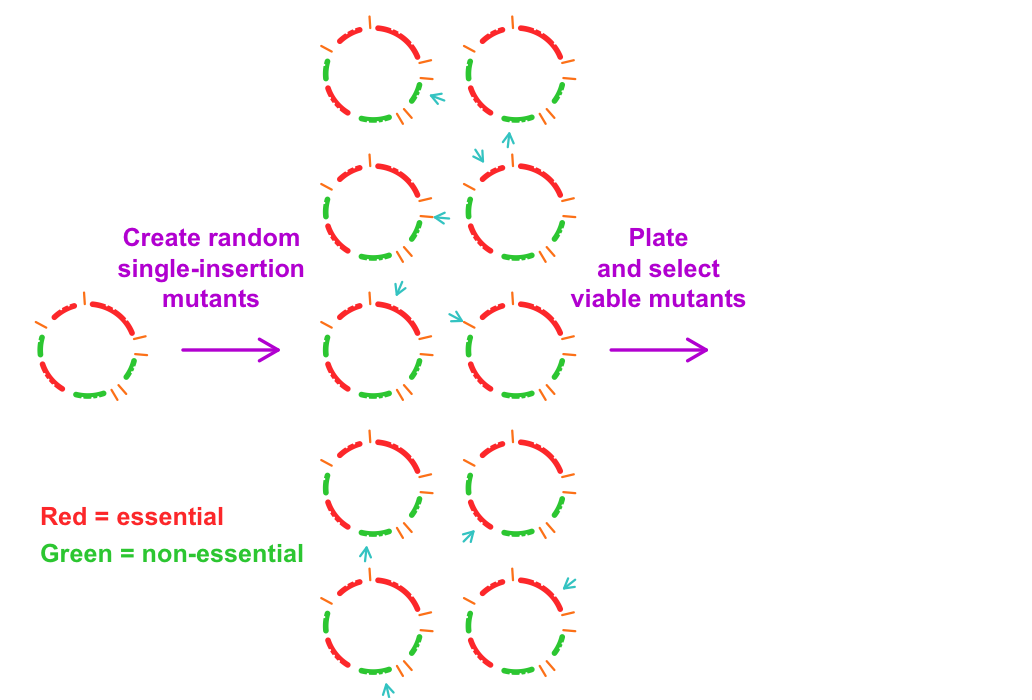 Create random
single-insertion
mutants
Plate
and select
viable mutants
Red = essential
Green = non-essential